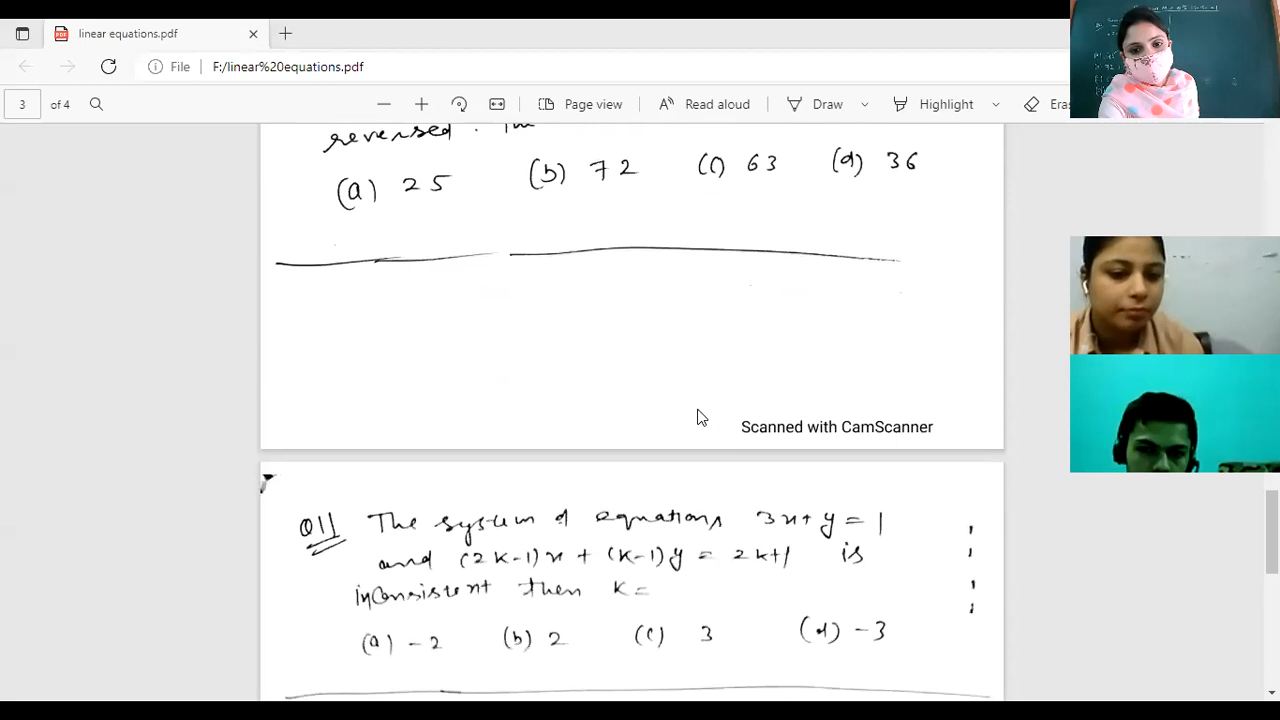 linear equations.pdf
File F:/linear%20equations.pdf
3 of 4 Page view Read aloud Draw Highlight
reversed.
(a) 25 (b) 72 (c) 63 (d) 36
Scanned with CamScanner
Q11 The system of equations 3x+y=1
and (2k-1)x + (k-1)y = 2k+1 is
inconsistent then k=
(a) -2 (b) 2 (c) 3 (d) -3